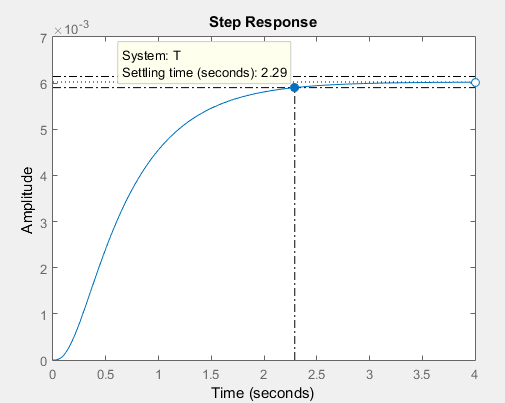 Step Response
×10⁻³
System: T
Settling time (seconds): 2.29
7
6
5
4
3
2
1
0
Amplitude
0 0.5 1 1.5 2 2.5 3 3.5 4
Time (seconds)